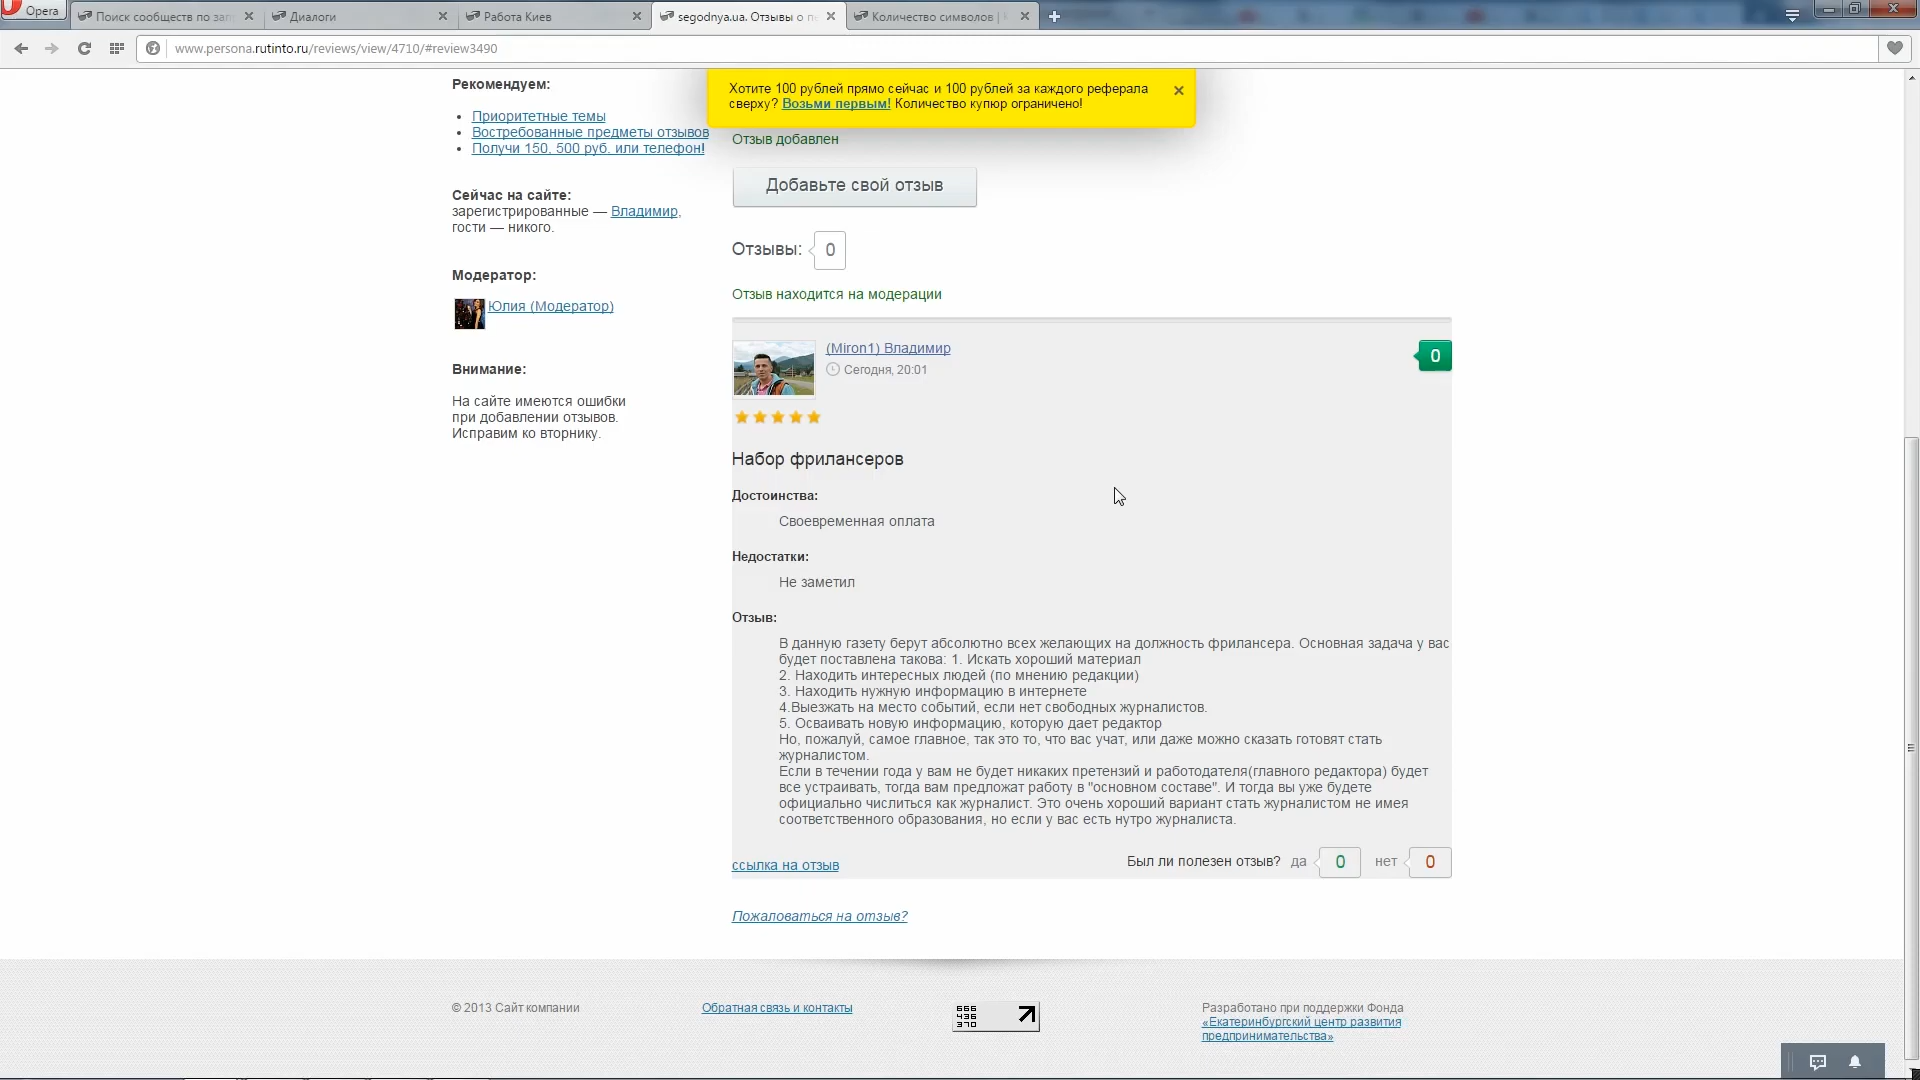 Opera
Поиск сообществ по зап
Диалоги
Работа Киев
segodnya.ua. Отзывы о пе
Количество символов |
www.persona.rutinto.ru/reviews/view/4710/#review3490
Хотите 100 рублей прямо сейчас и 100 рублей за каждого реферала
сверху? Возьми первым! Количество купюр ограничено!
Рекомендуем:
Приоритетные темы
Востребованные предметы отзывов
Получи 150, 500 руб. или телефон!
Сейчас на сайте:
зарегистрированные — Владимир,
гости — никого.
Модератор:
Юлия (Модератор)
Внимание:
На сайте имеются ошибки
при добавлении отзывов.
Исправим ко вторнику.
Отзыв добавлен
Добавьте свой отзыв
Отзывы: 0
Отзыв находится на модерации
(Miron1) Владимир
0
Сегодня, 20:01
Набор фрилансеров
Достоинства:
Своевременная оплата
Недостатки:
Не заметил
Отзыв:
В данную газету берут абсолютно всех желающих на должность фрилансера. Основная задача у вас
будет поставлена такова: 1. Искать хороший материал
2. Находить интересных людей (по мнению редакции)
3. Находить нужную информацию в интернете
4.Выезжать на место событий, если нет свободных журналистов.
5. Осваивать новую информацию, которую дает редактор
Но, пожалуй, самое главное, так это то, что вас учат, или даже можно сказать готовят стать
журналистом.
Если в течении года у вам не будет никаких претензий и работодателя(главного редактора) будет
все устраивать, тогда вам предложат работу в "основном составе". И тогда вы уже будете
официально числиться как журналист. Это очень хороший вариант стать журналистом не имея
соответственного образования, но если у вас есть нутро журналиста.
ссылка на отзыв
Был ли полезен отзыв? да 0 нет 0
Пожаловаться на отзыв?
© 2013 Сайт компании
Обратная связь и контакты
666
436
370
Разработано при поддержки Фонда
«Екатеринбургский центр развития
предпринимательства»